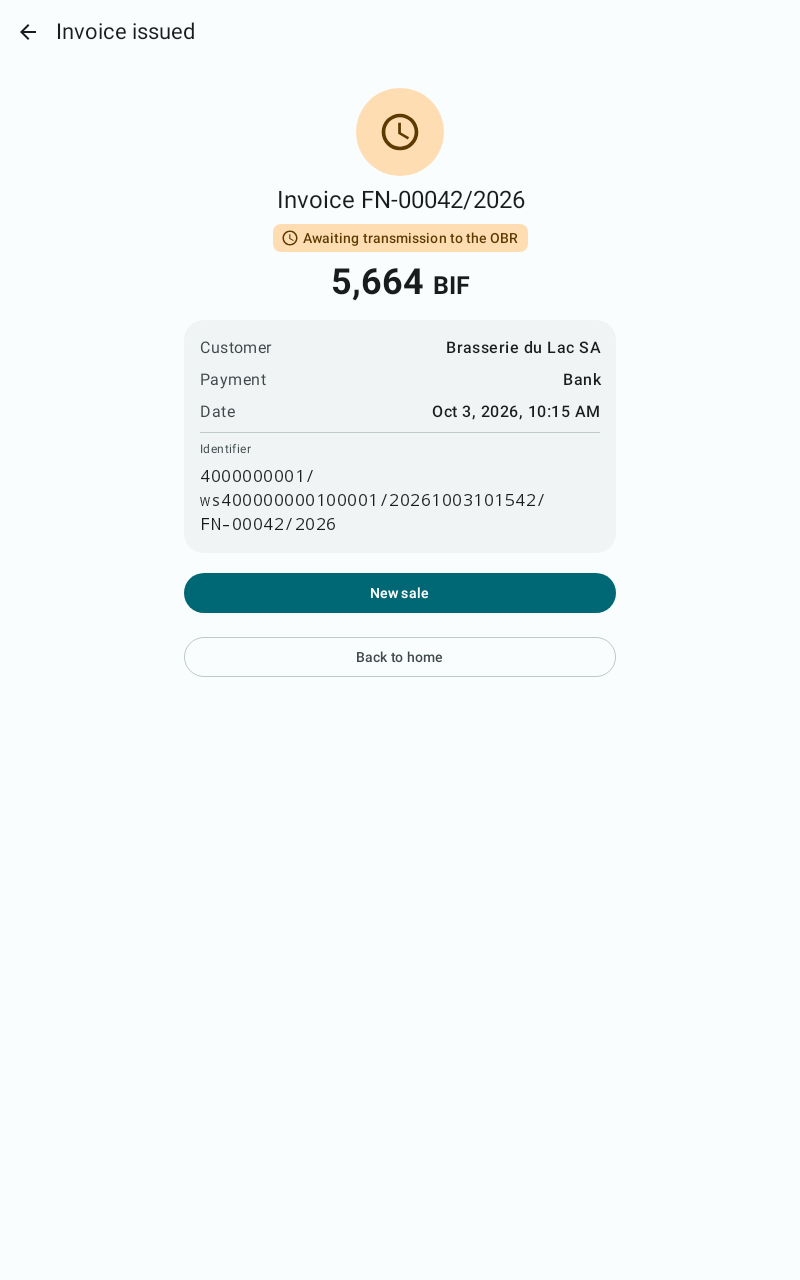 Invoice issued
Invoice FN-00042/2026
Awaiting transmission to the OBR
5,664 BIF
Customer Brasserie du Lac SA
Payment Bank
Date Oct 3, 2026, 10:15 AM
Identifier
4000000001/
ws400000000100001/20261003101542/
FN-00042/2026
New sale
Back to home